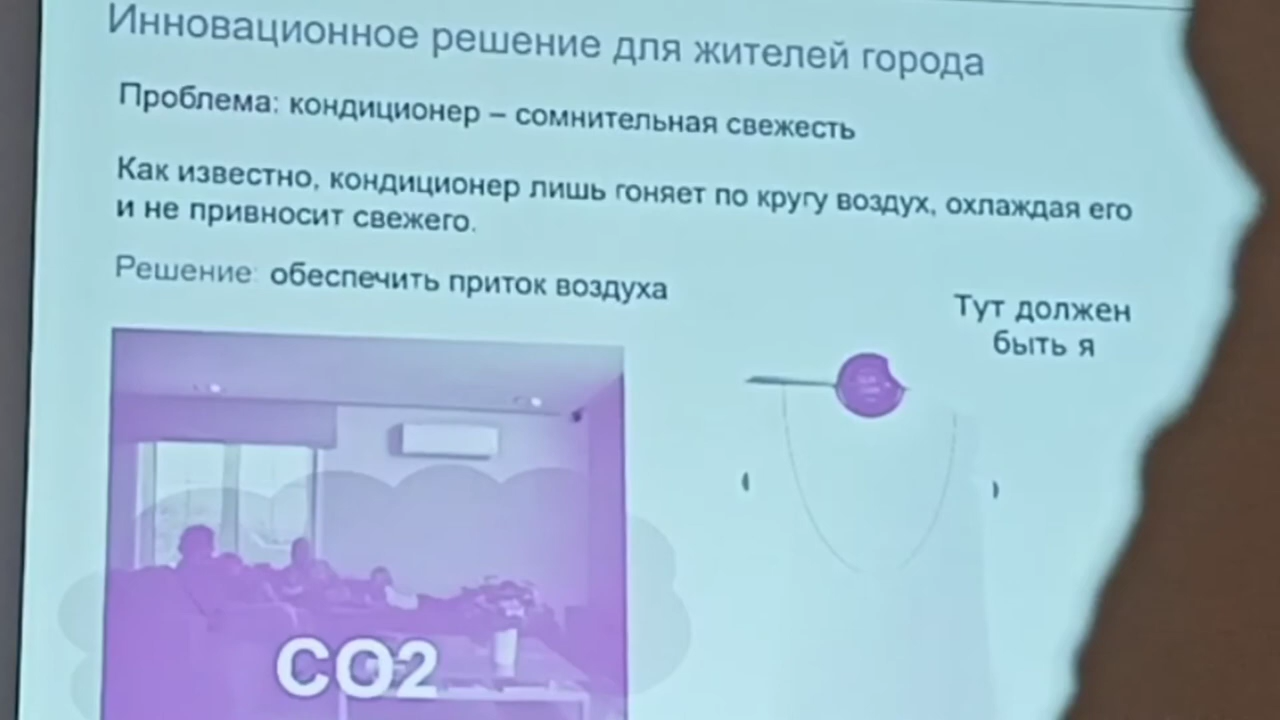 Инновационное решение для жителей города
Проблема: кондиционер – сомнительная свежесть
Как известно, кондиционер лишь гоняет по кругу воздух, охлаждая его
и не привносит свежего.
Решение: обеспечить приток воздуха
Тут должен
быть я
CO2